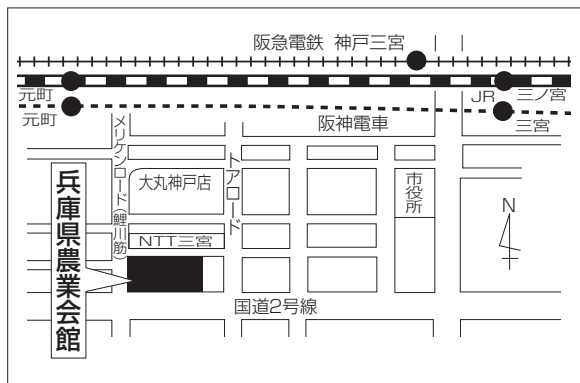 阪急電鉄 神戸三宮
元町
JR 三ノ宮
元町
阪神電車
三宮
メリケンロード(鯉川筋)
トアロード
大丸神戸店
市役所
N
NTT三宮
兵庫県農業会館
国道2号線